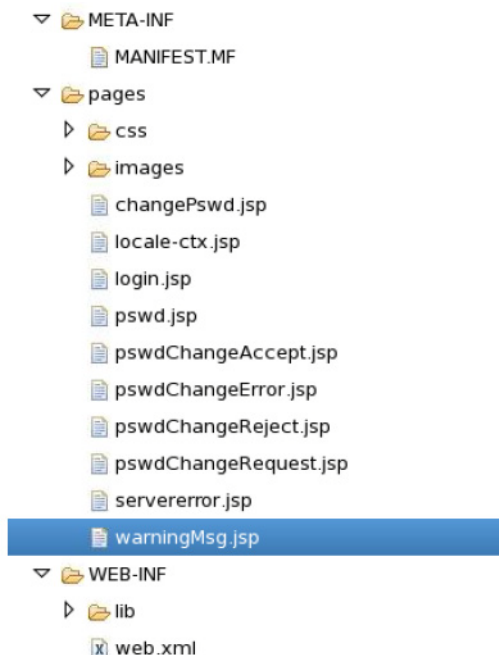 META-INF
MANIFEST.MF
pages
css
images
changePswd.jsp
locale-ctx.jsp
login.jsp
pswd.jsp
pswdChangeAccept.jsp
pswdChangeError.jsp
pswdChangeReject.jsp
pswdChangeRequest.jsp
servererror.jsp
warningMsg.jsp
WEB-INF
lib
web.xml